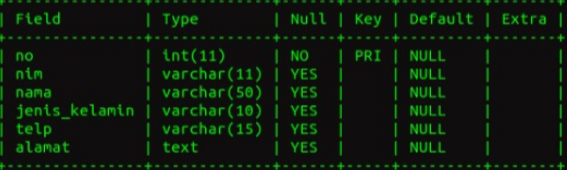 | Field | Type | Null | Key | Default | Extra |
| no | int(11) | NO | PRI | NULL | |
| nim | varchar(11) | YES | | NULL | |
| nama | varchar(50) | YES | | NULL | |
| jenis_kelamin | varchar(10) | YES | | NULL | |
| telp | varchar(15) | YES | | NULL | |
| alamat | text | YES | | NULL | |